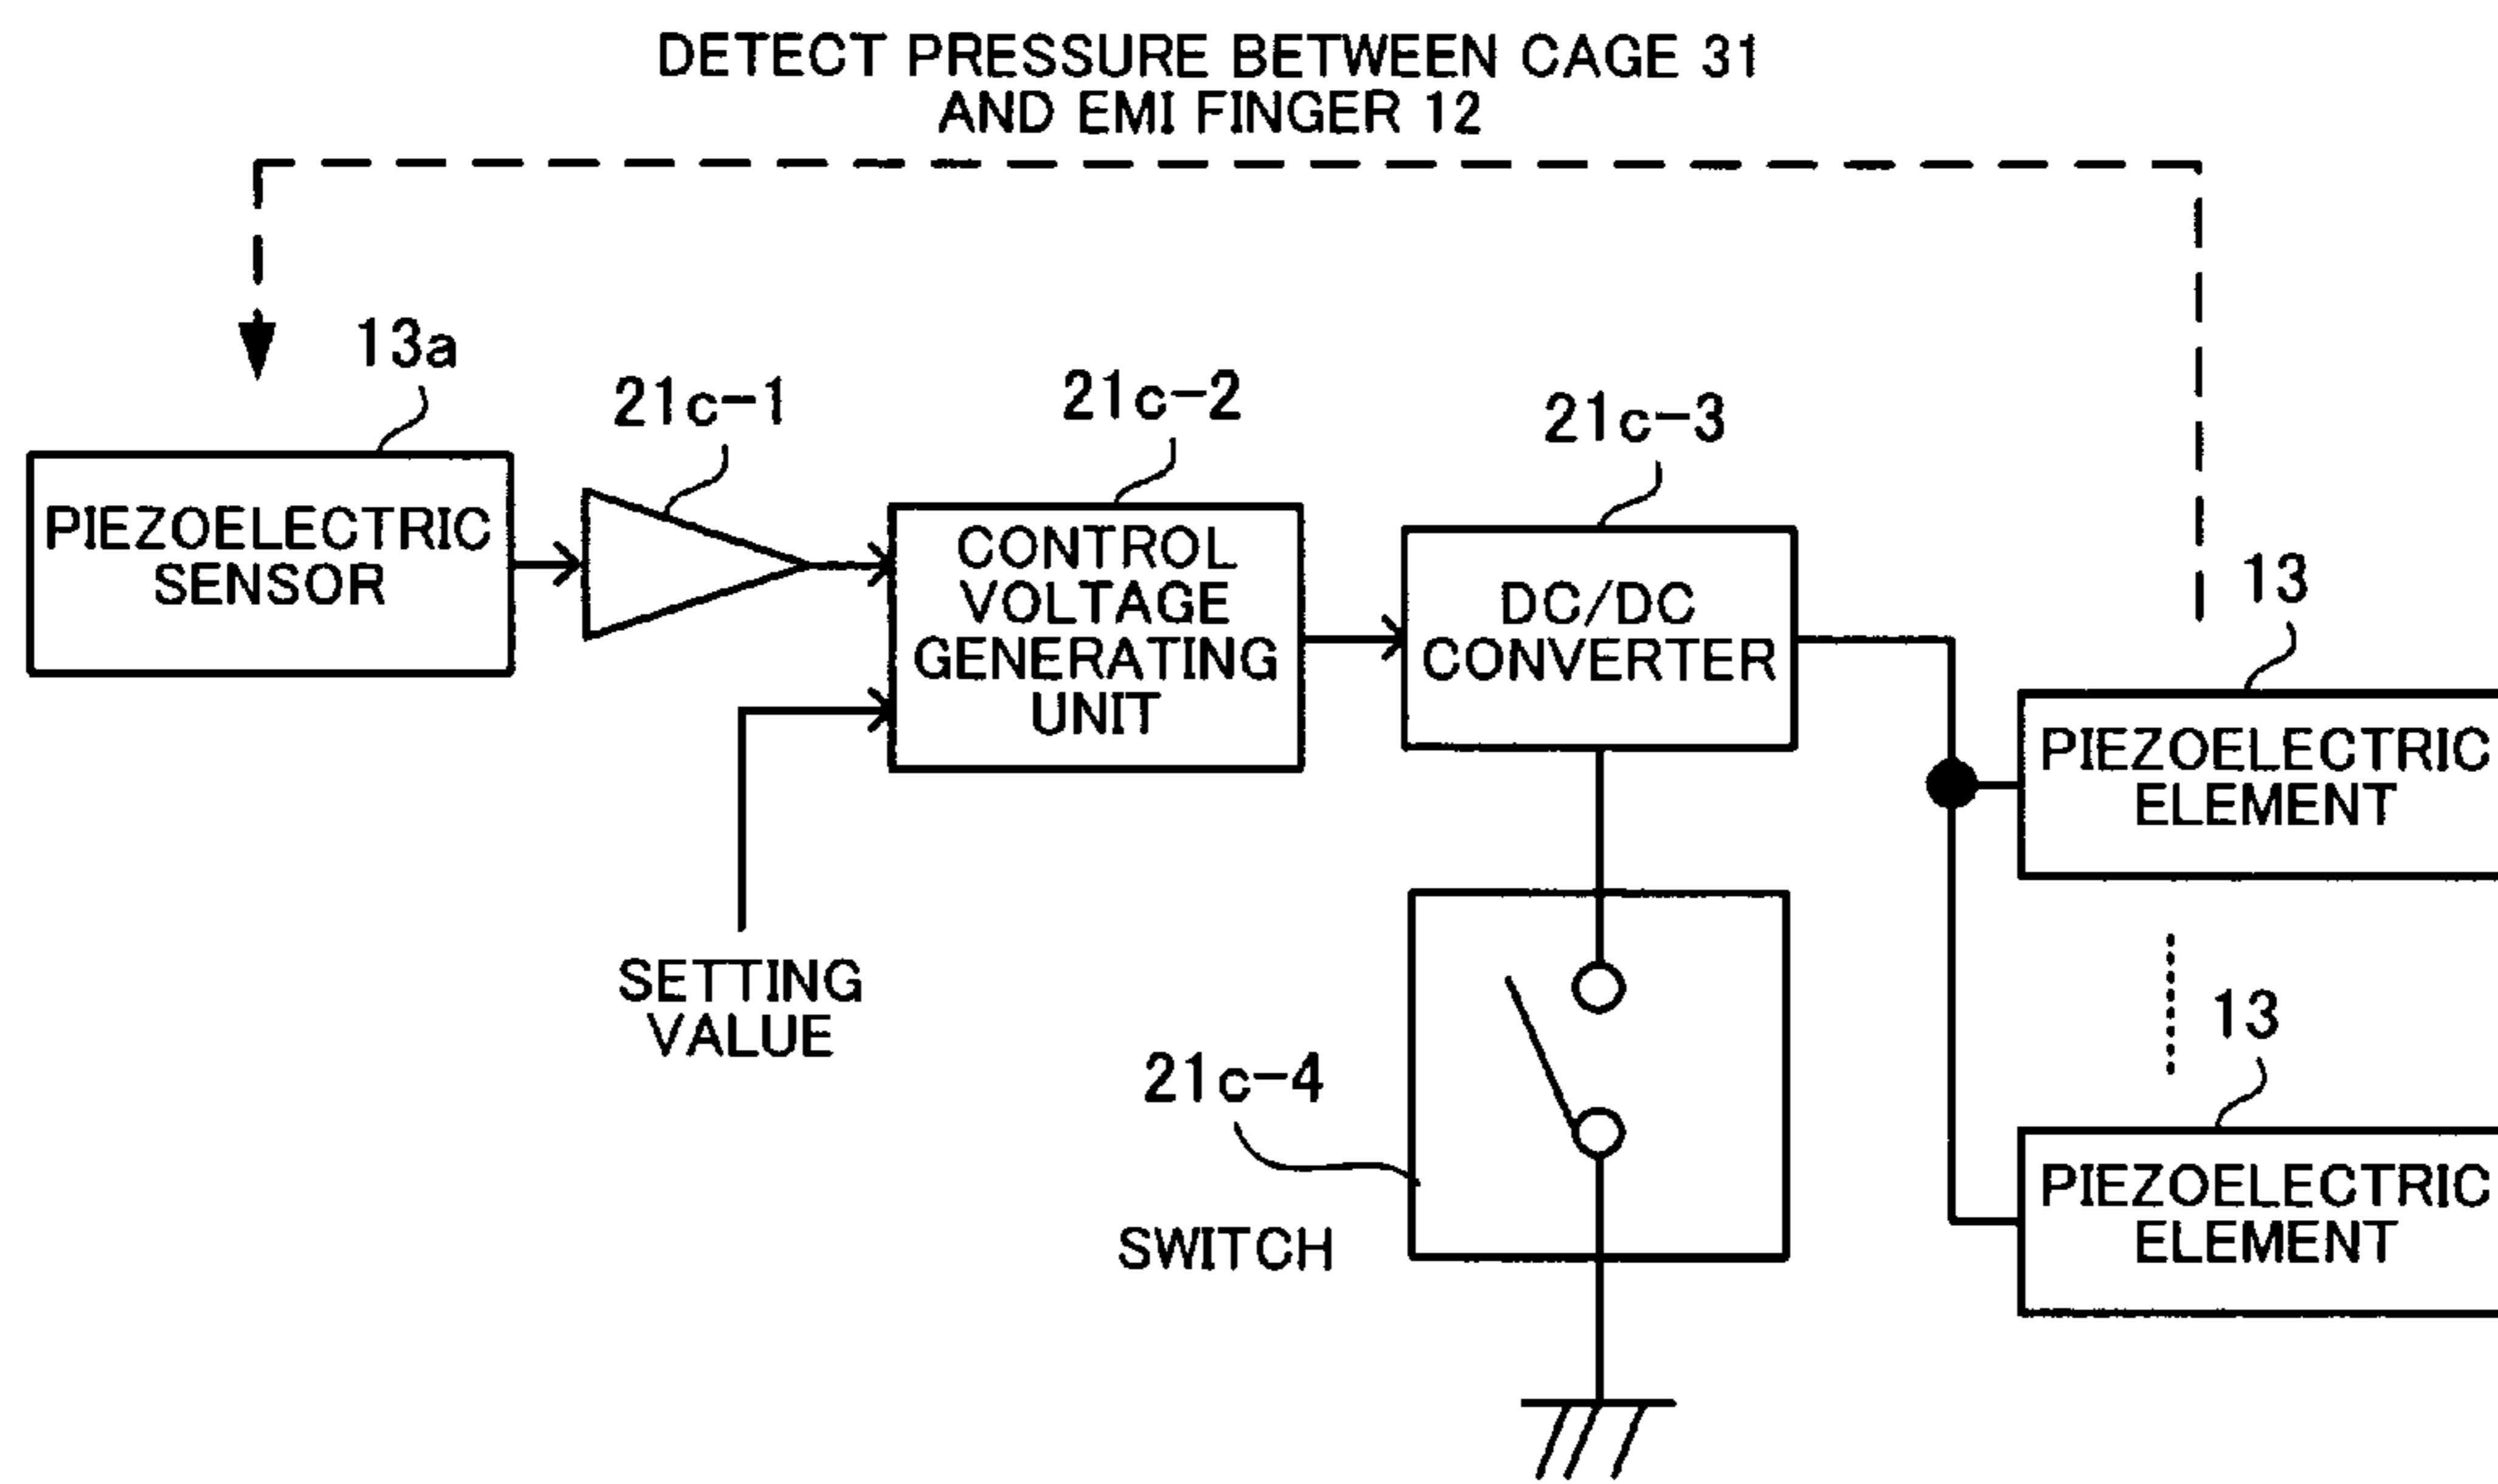 DETECT PRESSURE BETWEEN CAGE 31
AND EMI FINGER 12
13a
21c-1
21c-2
21c-3
PIEZOELECTRIC
SENSOR
CONTROL
VOLTAGE
GENERATING
UNIT
DC/DC
CONVERTER
13
PIEZOELECTRIC
ELEMENT
SETTING
VALUE
21c-4
SWITCH
13
PIEZOELECTRIC
ELEMENT